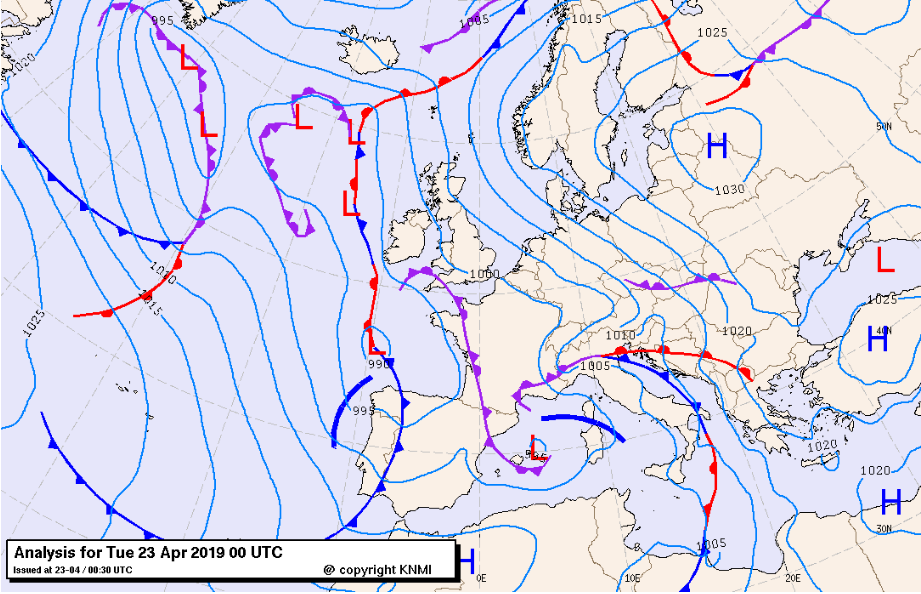 995
1005
1015
1025
1020
L
L
L
L
50N
H
1030
L
L
1010
1015
1000
1025
1025
H
40N
1010
1020
L
990
1005
995
1020
L
1020
H
30N
1005
Analysis for Tue 23 Apr 2019 00 UTC
Issued at 23-04 / 00:30 UTC
@ copyright KNMI
H
0E
10E
20E